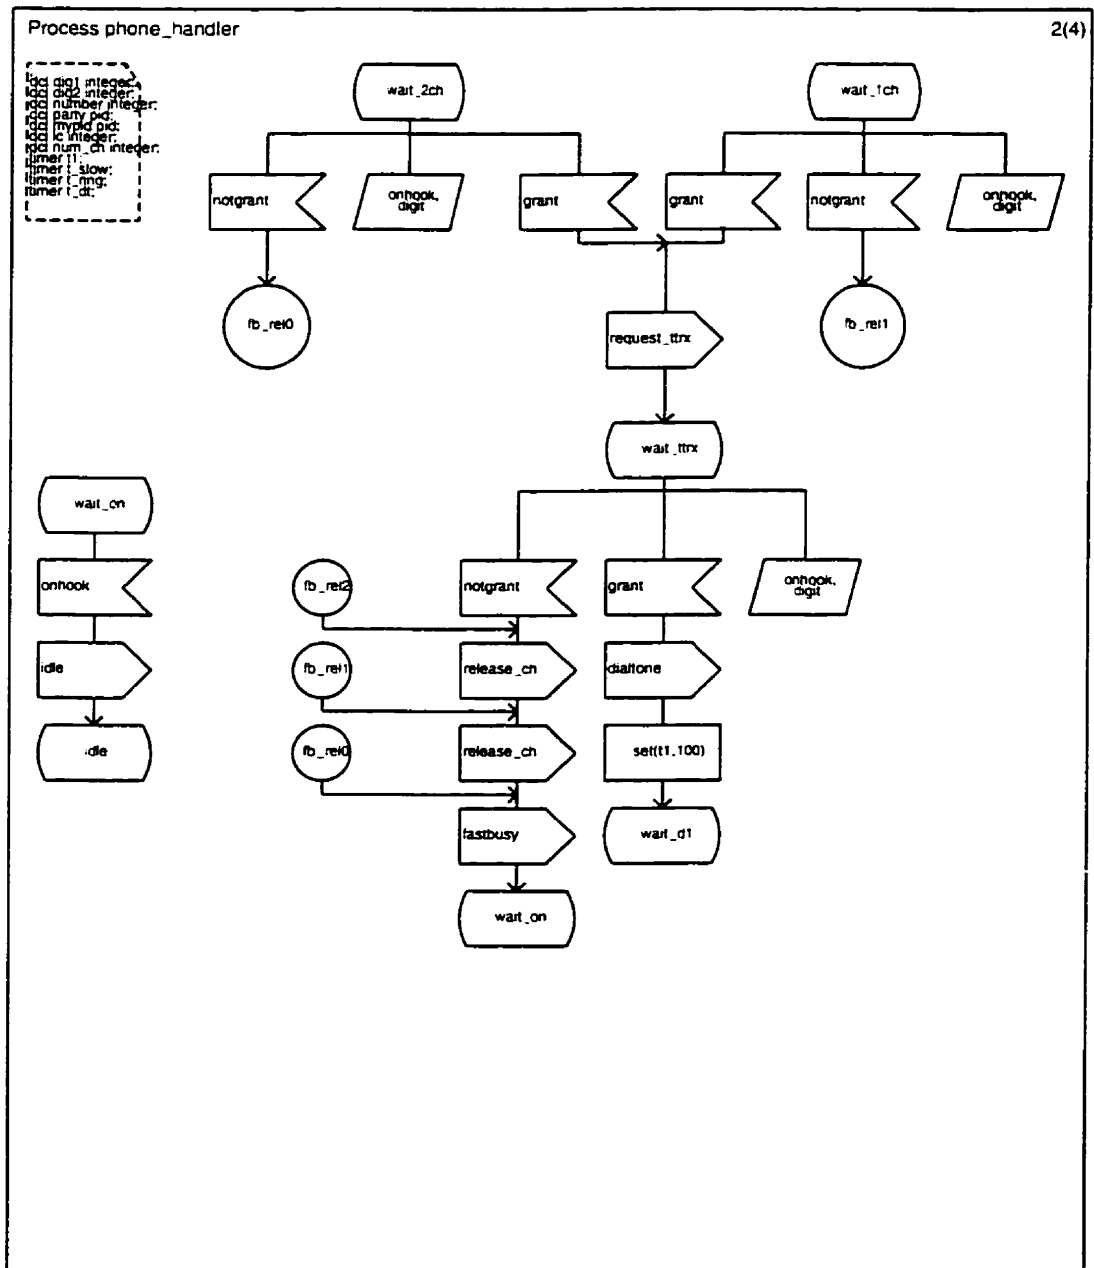 Process phone_handler
2(4)
dcl dig1 integer;
dcl dig2 integer;
dcl number integer;
dcl party pid;
dcl mypid pid;
dcl ic integer;
dcl num_ch integer;
timer t1;
timer t_slow;
timer t_ring;
timer t_dt;
wait_2ch
wait_1ch
notgrant
onhook,
digit
grant
grant
notgrant
onhook,
digit
fb_rel0
fb_rel1
request_ttrx
wait_ttrx
wait_on
onhook
fb_rel2
notgrant
grant
onhook,
digit
idle
fb_rel1
release_ch
dialtone
idle
fb_rel0
release_ch
set(t1,100)
fastbusy
wait_d1
wait_on